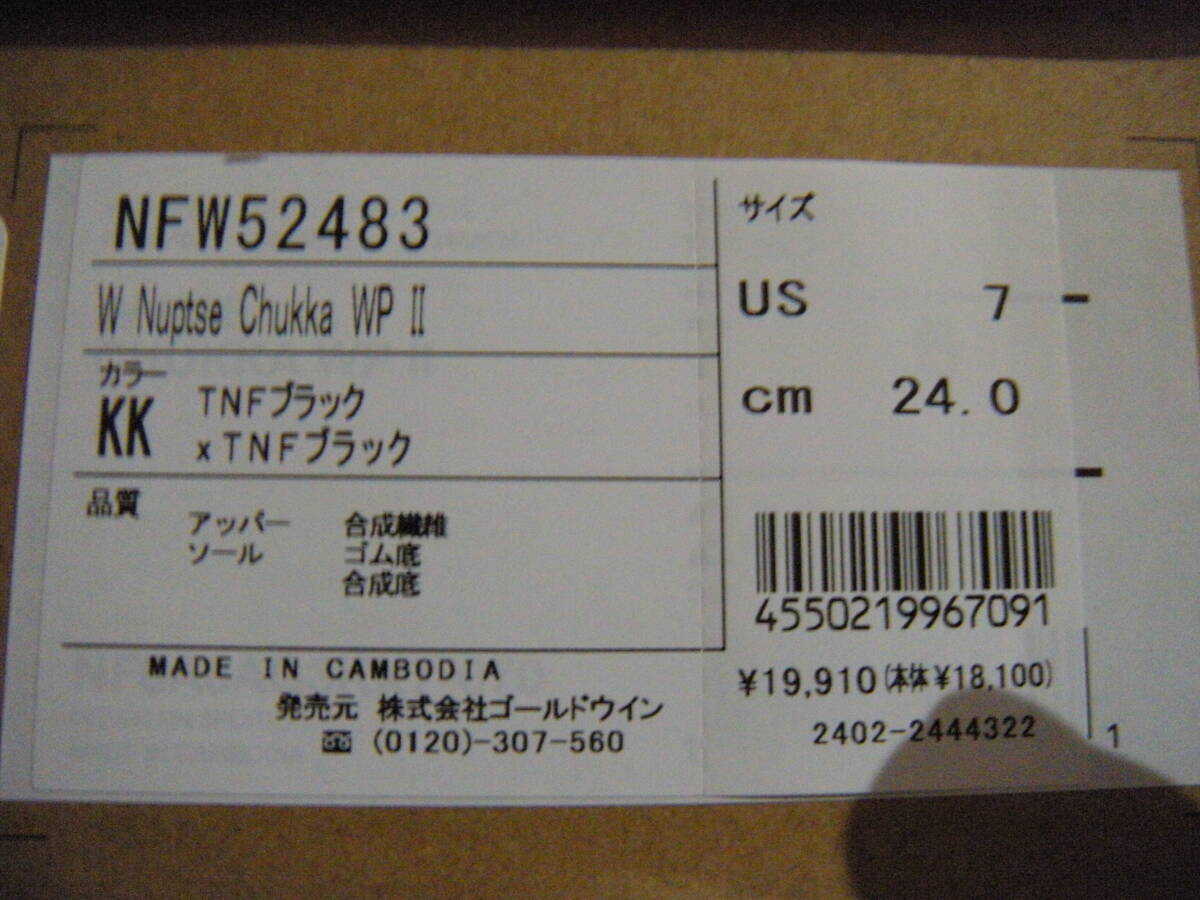 NFW52483
W Nuptse Chukka WP II
カラー
KK TNFブラック
xTNFブラック
品質
アッパー 合成繊維
ソール ゴム底
合成底
MADE IN CAMBODIA
発売元 株式会社ゴールドウイン
(0120)-307-560
サイズ
US 7
cm 24.0
4550219967091
¥19,910(本体¥18,100)
2402-2444322
1